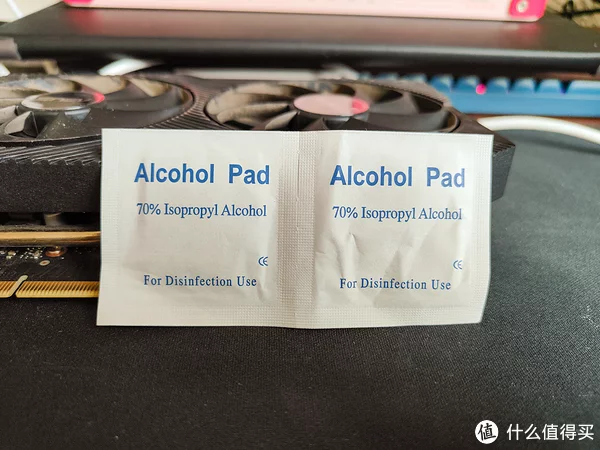 Alcohol Pad
70% Isopropyl Alcohol
CE
For Disinfection Use
Alcohol Pad
70% Isopropyl Alcohol
CE
For Disinfection Use
值 什么值得买